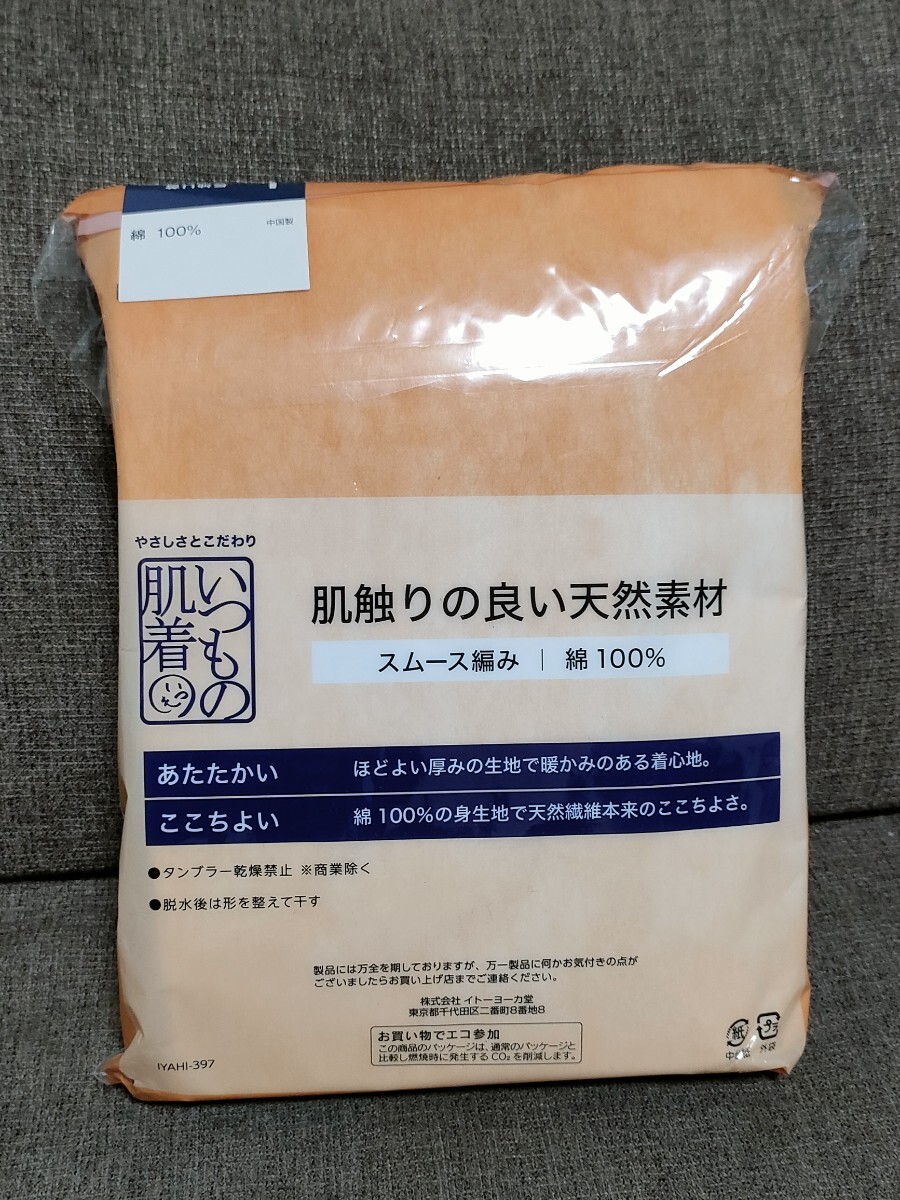 綿 100%
中国製
やさしさとこだわり
いつもの
肌着
肌触りの良い天然素材
スムース編み | 綿100%
あたたかい ほどよい厚みの生地で暖かみのある着心地。
ここちよい 綿100%の身生地で天然繊維本来のここちよさ。
●タンブラー乾燥禁止 ※商業除く
●脱水後は形を整えて干す
製品には万全を期しておりますが、万一製品に何かお気付きの点が
ございましたらお買い上げ店までご連絡ください。
株式会社 イトーヨーカ堂
東京都千代田区二番町8番地8
お買い物でエコ参加
この商品のパッケージは、通常のパッケージと
比較し燃焼時に発生するCO₂を削減します。
IYAHI-397
紙
プラ